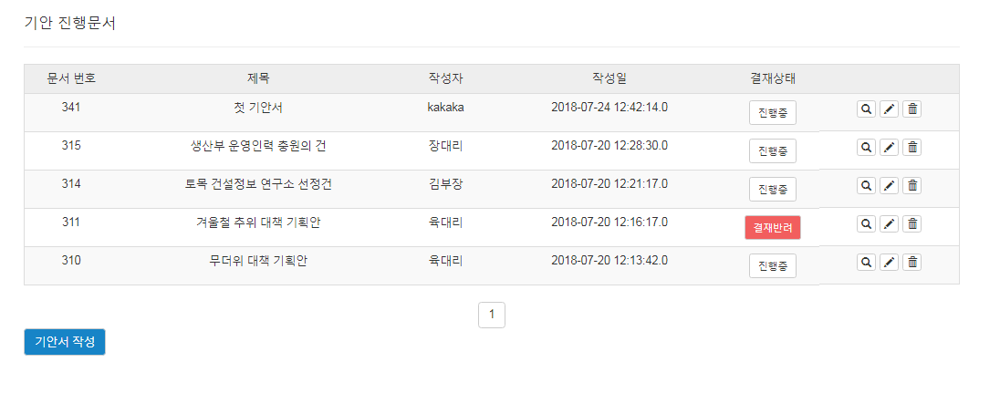 기안 진행문서
문서 번호 제목 작성자 작성일 결재상태
341 첫 기안서 kakaka 2018-07-24 12:42:14.0 진행중
315 생산부 운영인력 충원의 건 장대리 2018-07-20 12:28:30.0 진행중
314 토목 건설정보 연구소 선정건 김부장 2018-07-20 12:21:17.0 진행중
311 겨울철 추위 대책 기획안 육대리 2018-07-20 12:16:17.0 결재반려
310 무더위 대책 기획안 육대리 2018-07-20 12:13:42.0 진행중
1
기안서 작성